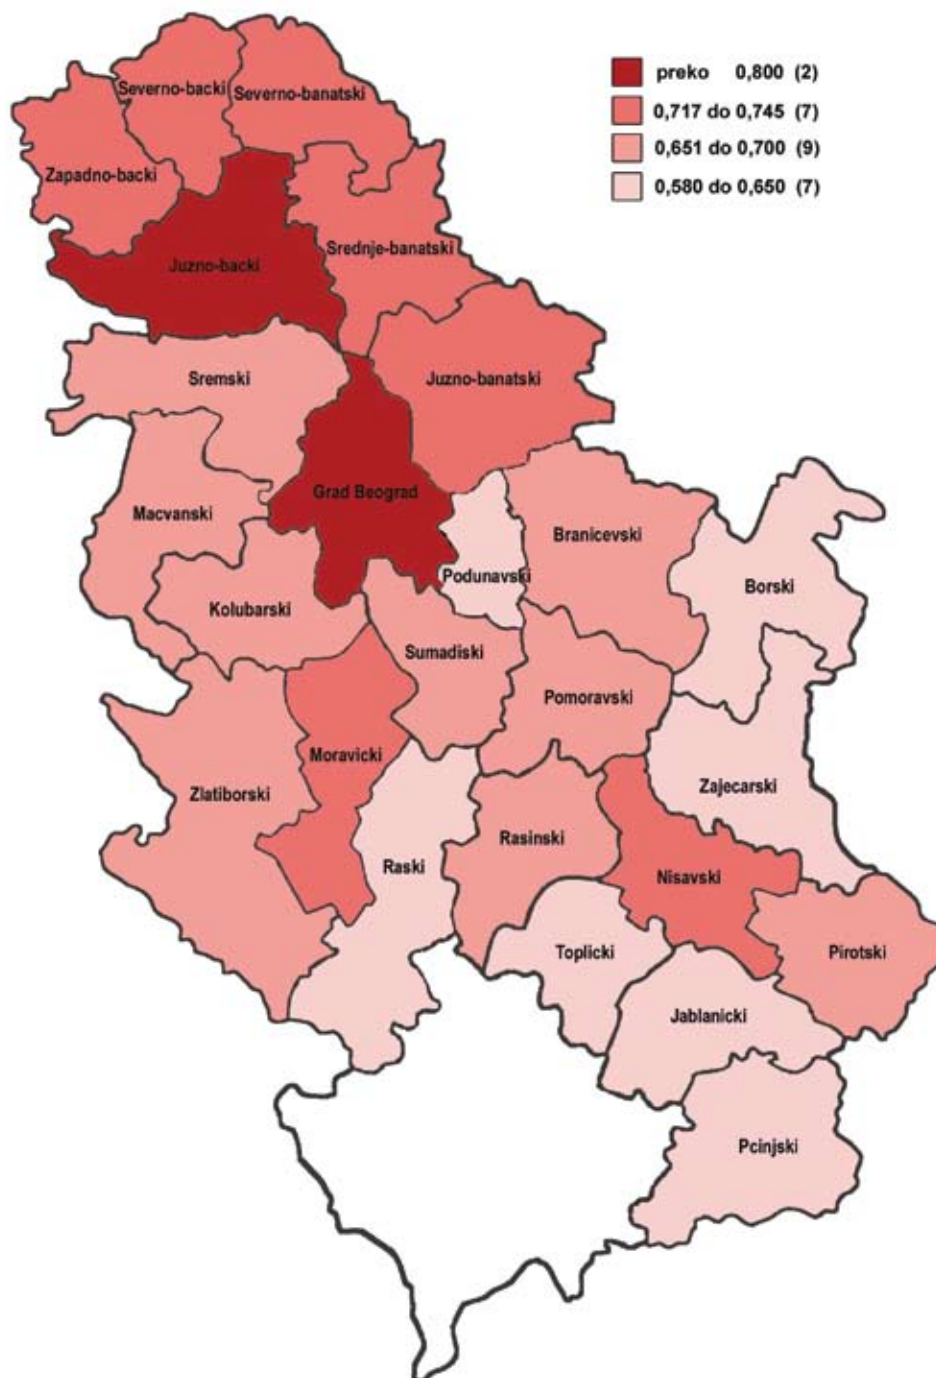 preko 0,800 (2)
0,717 do 0,745 (7)
0,651 do 0,700 (9)
0,580 do 0,650 (7)
Severno-backi
Severno-banatski
Zapadno-backi
Srednje-banatski
Juzno-backi
Sremski
Juzno-banatski
Grad Beograd
Macvanski
Branicevski
Podunavski
Borski
Kolubarski
Sumadiski
Pomoravski
Moravicki
Zajecarski
Zlatiborski
Rasinski
Raski
Nisavski
Toplicki
Pirotski
Jablanicki
Pcinjski